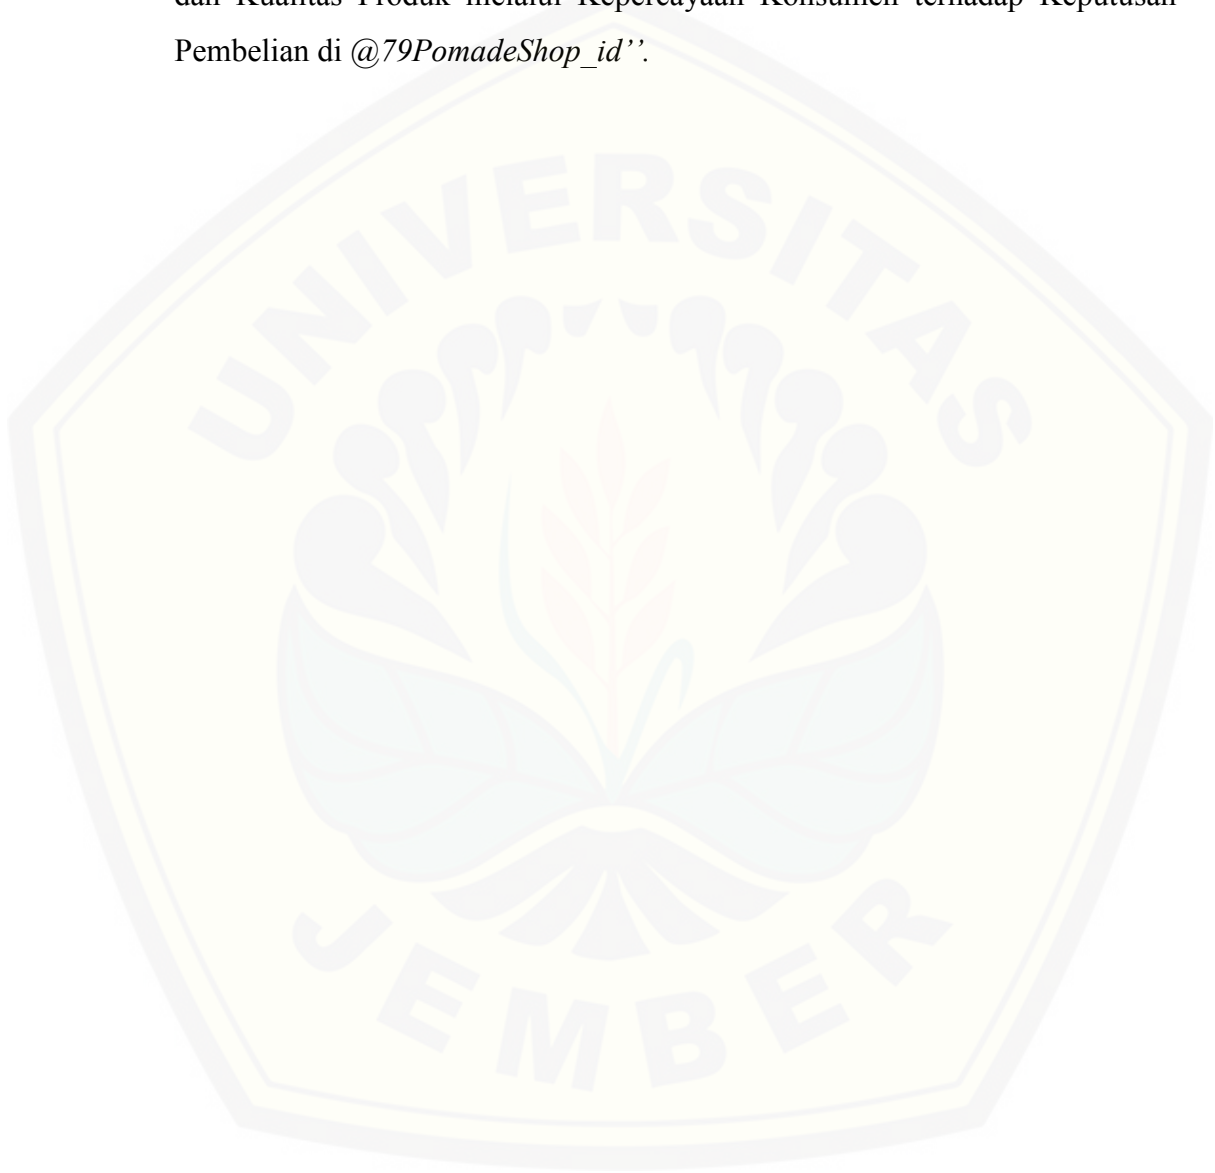 dan Kualitas Produk melalui Kepercayaan Konsumen terhadap Keputusan
Pembelian di @79PomadeShop_id’’.
UNIVERSITAS
JEMBER